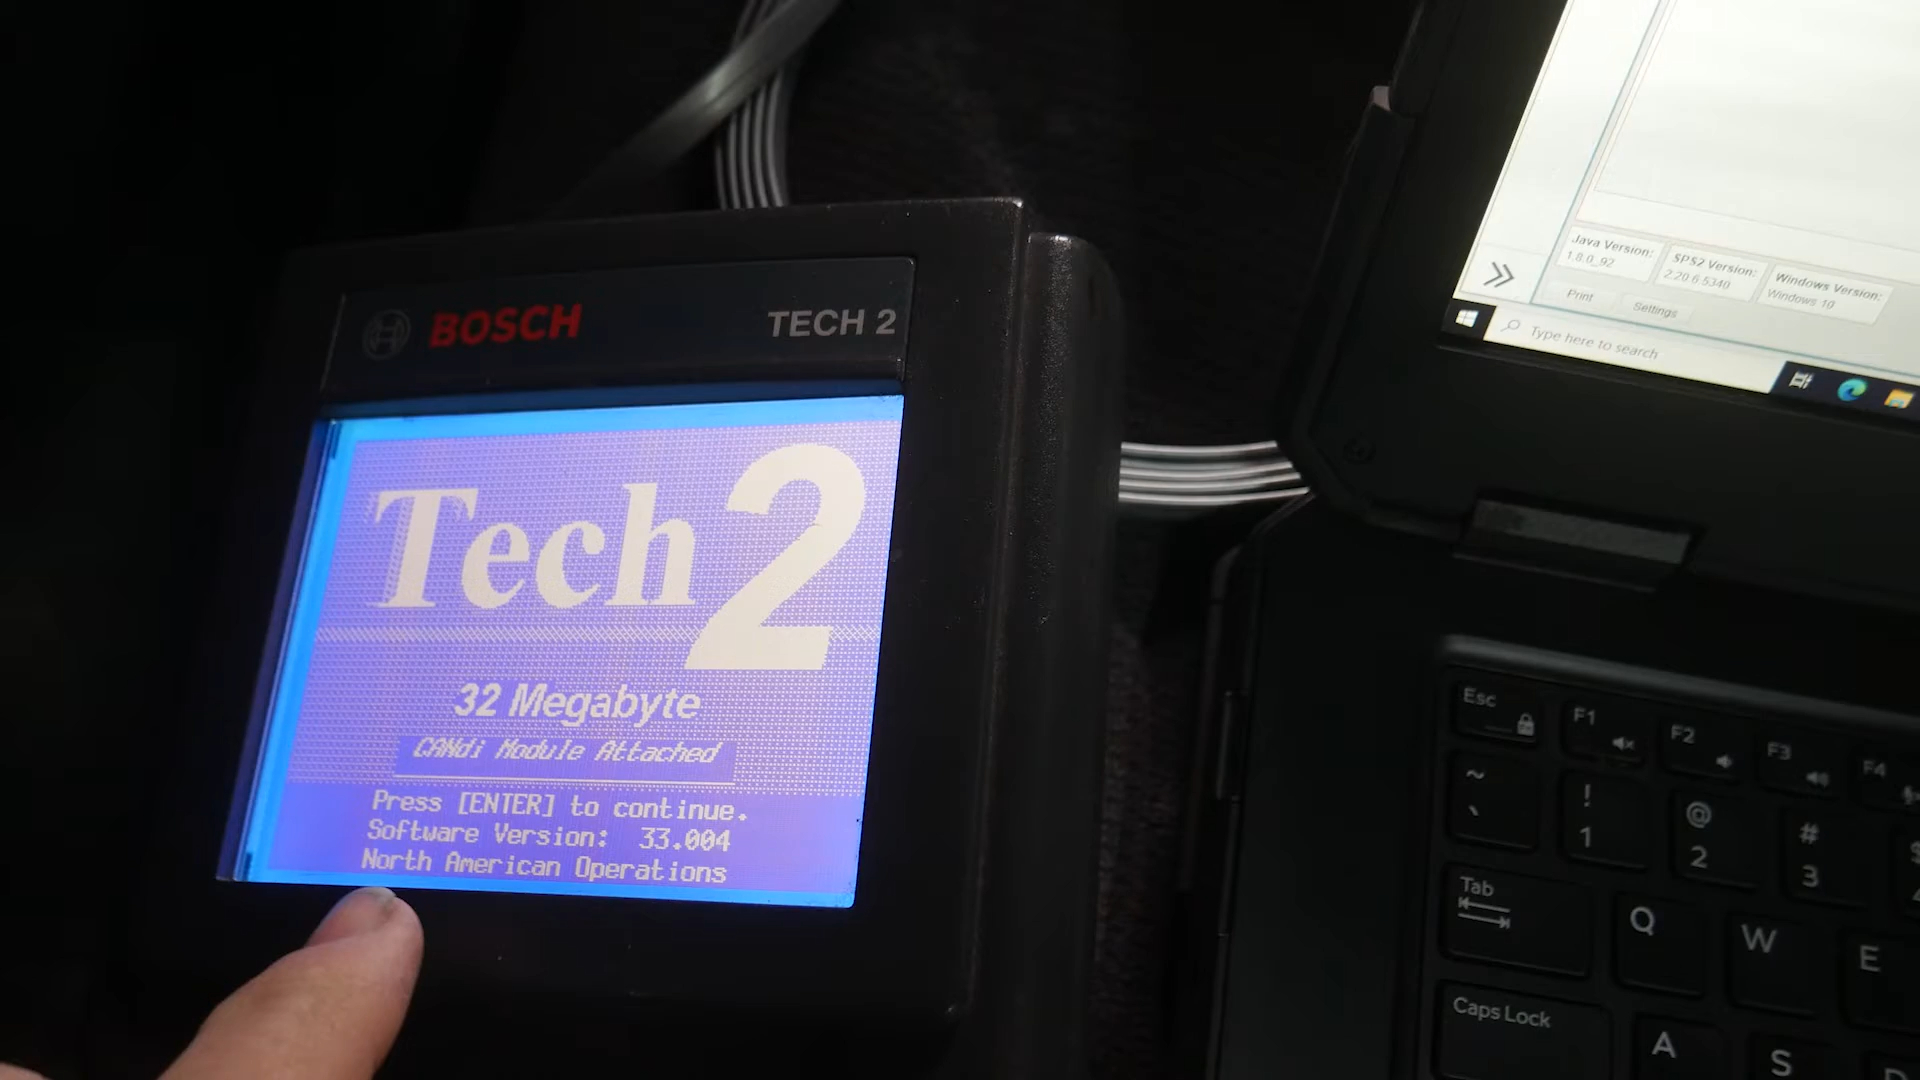 BOSCH
TECH 2
Tech 2
32 Megabyte
CANdi Module Attached
Press [ENTER] to continue.
Software Version: 33.004
North American Operations
Java Version:
1.8.0_92
SPS2 Version:
2.20.6.5340
Windows Version:
Windows 10
Print
Settings
Type here to search
Esc
F1
F2
F3
F4
~
`
!
1
@
2
#
3
Tab
Q
W
E
Caps Lock
A
S